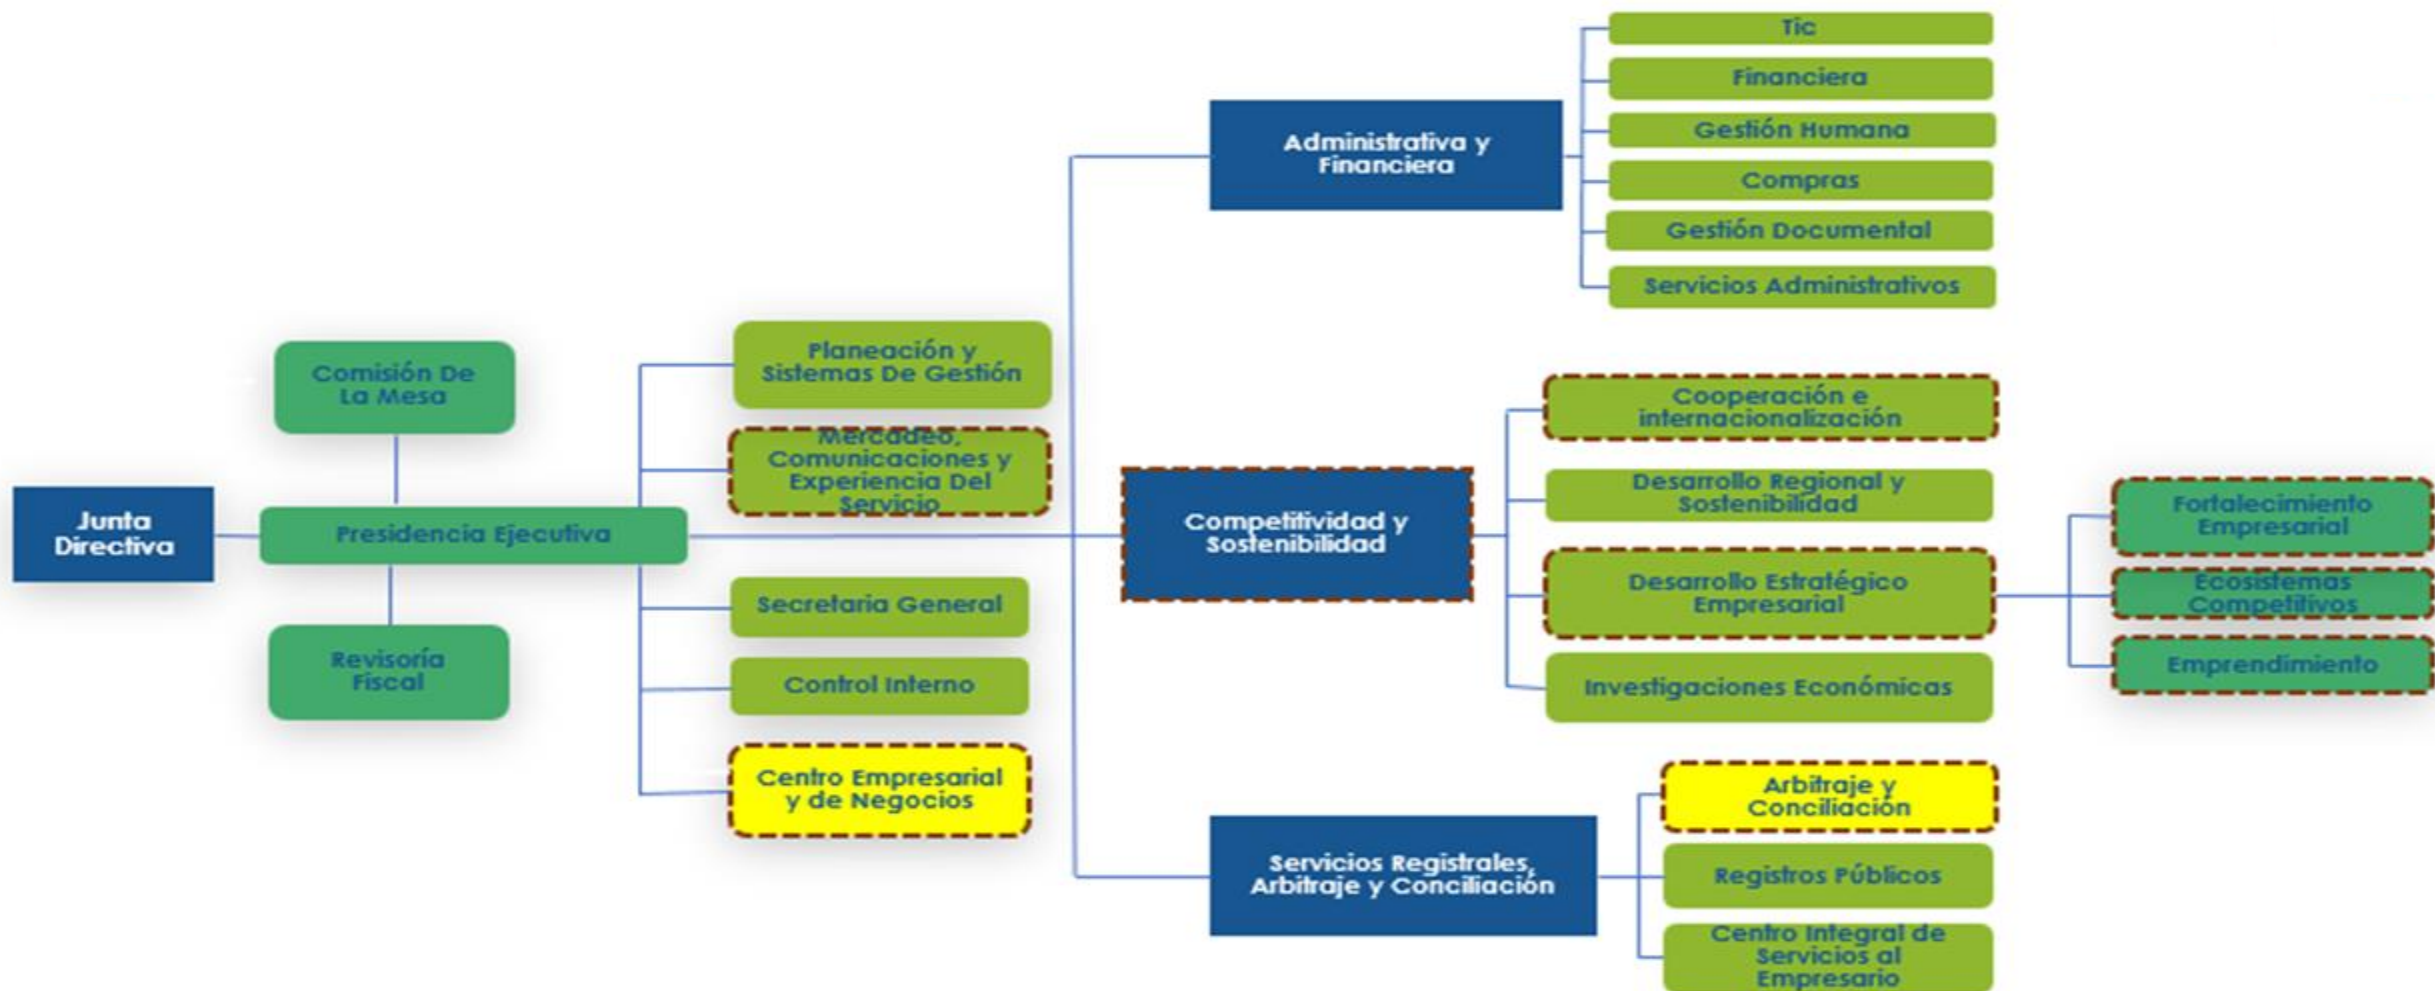 Junta
Directiva
Comisión De
La Mesa
Presidencia Ejecutiva
Revisoría
Fiscal
Planeación y
Sistemas De Gestión
Mercadeo,
Comunicaciones y
Experiencia Del
Servicio
Secretaria General
Control Interno
Centro Empresarial
y de Negocios
Administrativa y
Financiera
Tic
Financiera
Gestión Humana
Compras
Gestión Documental
Servicios Administrativos
Competitividad y
Sostenibilidad
Cooperación e
internacionalización
Desarrollo Regional y
Sostenibilidad
Desarrollo Estratégico
Empresarial
Investigaciones Económicas
Fortalecimiento
Empresarial
Ecosistemas
Competitivos
Emprendimiento
Servicios Registrales,
Arbitraje y Conciliación
Arbitraje y
Conciliación
Registros Públicos
Centro Integral de
Servicios al
Empresario